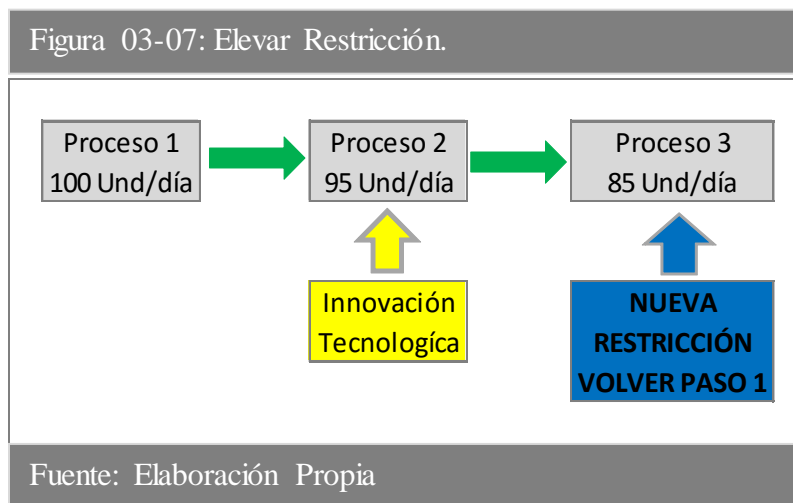 Figura 03-07: Elevar Restricción.
Proceso 1
100 Und/día
Proceso 2
95 Und/día
Proceso 3
85 Und/día
Innovación
Tecnologíca
NUEVA
RESTRICCIÓN
VOLVER PASO 1
Fuente: Elaboración Propia